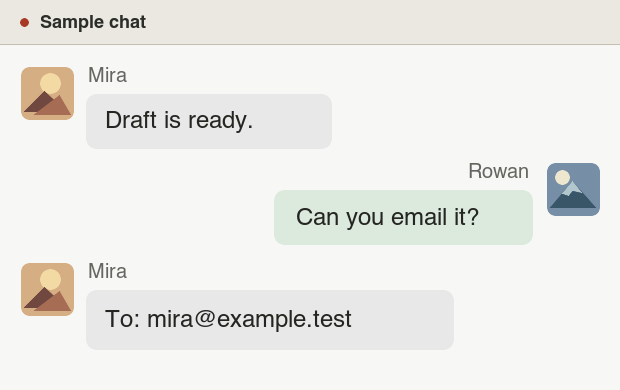 Sample chat
Mira
Draft is ready.
Rowan
Can you email it?
Mira
To: mira@example.test